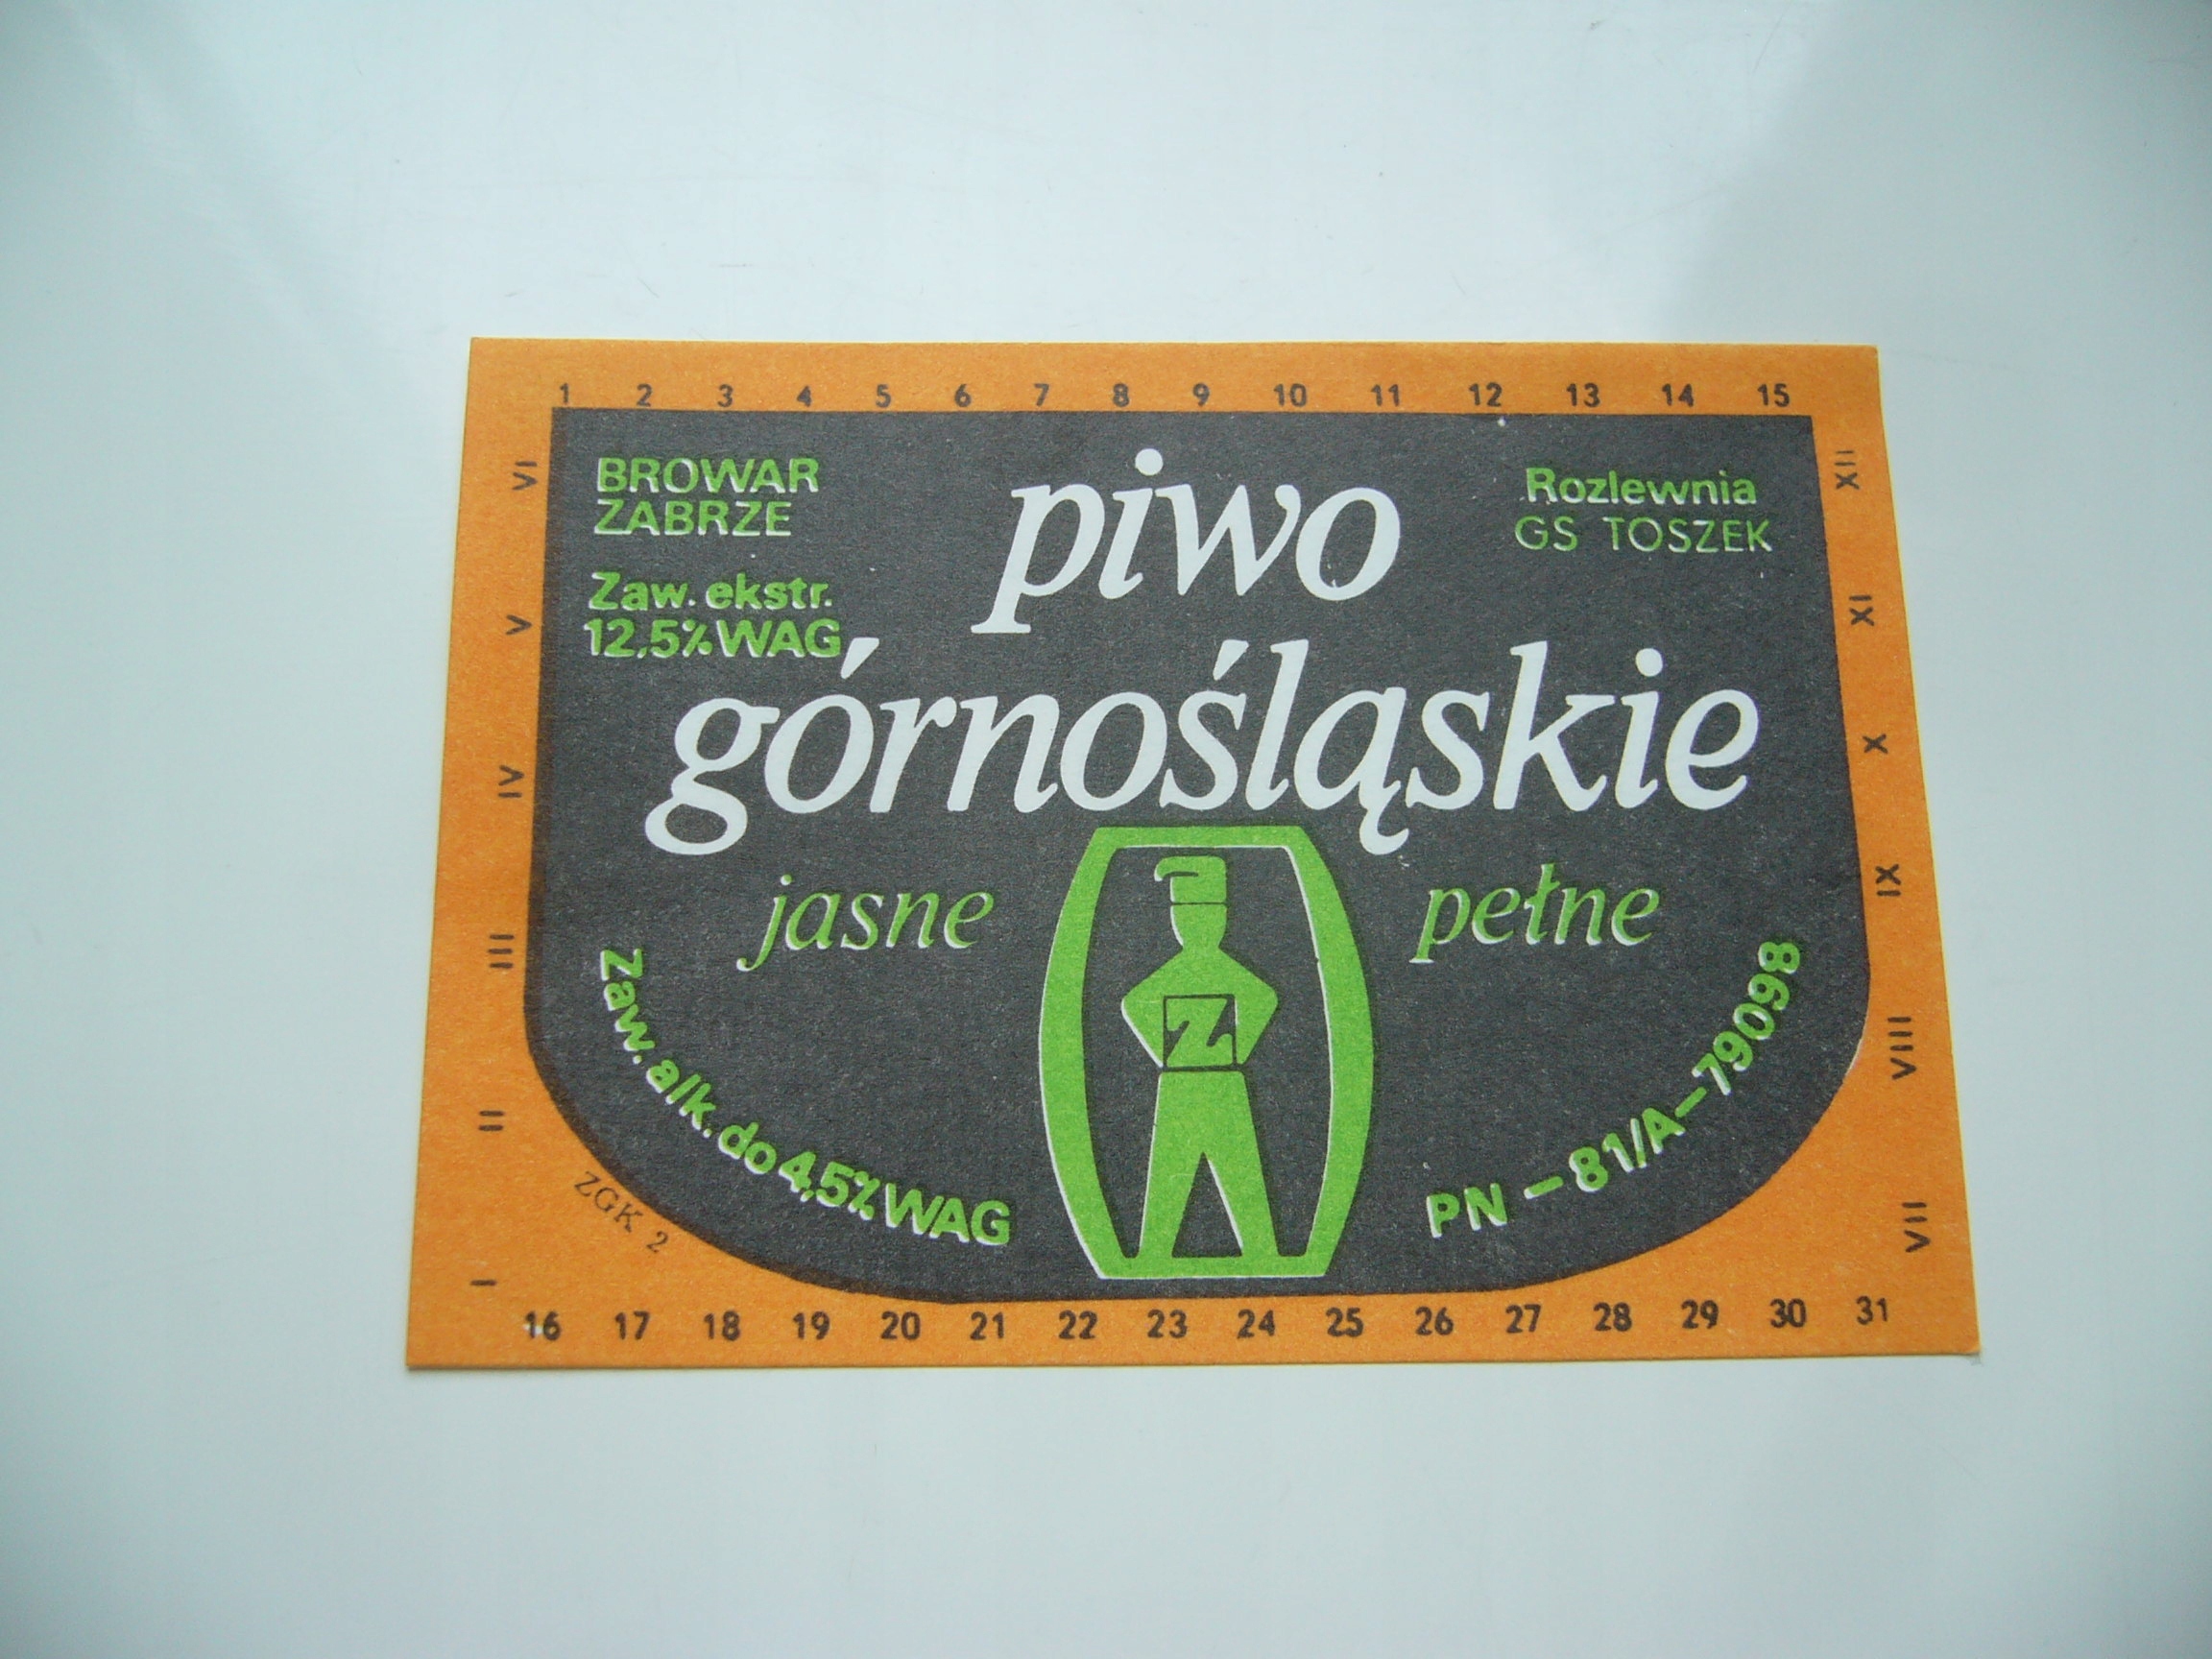 1 2 3 4 5 6 7 8 9 10 11 12 13 14 15
BROWAR
ZABRZE
Zaw. ekstr.
12,5% WAG
piwo
górnośląskie
Rozlewnia
GS TOSZEK
jasne
pełne
Z
Zaw. alk. do 4,5% WAG
PN – 81/A – 79098
ZGK 2
VI
V
IV
III
II
I
XII
XI
X
IX
VIII
VII
16 17 18 19 20 21 22 23 24 25 26 27 28 29 30 31